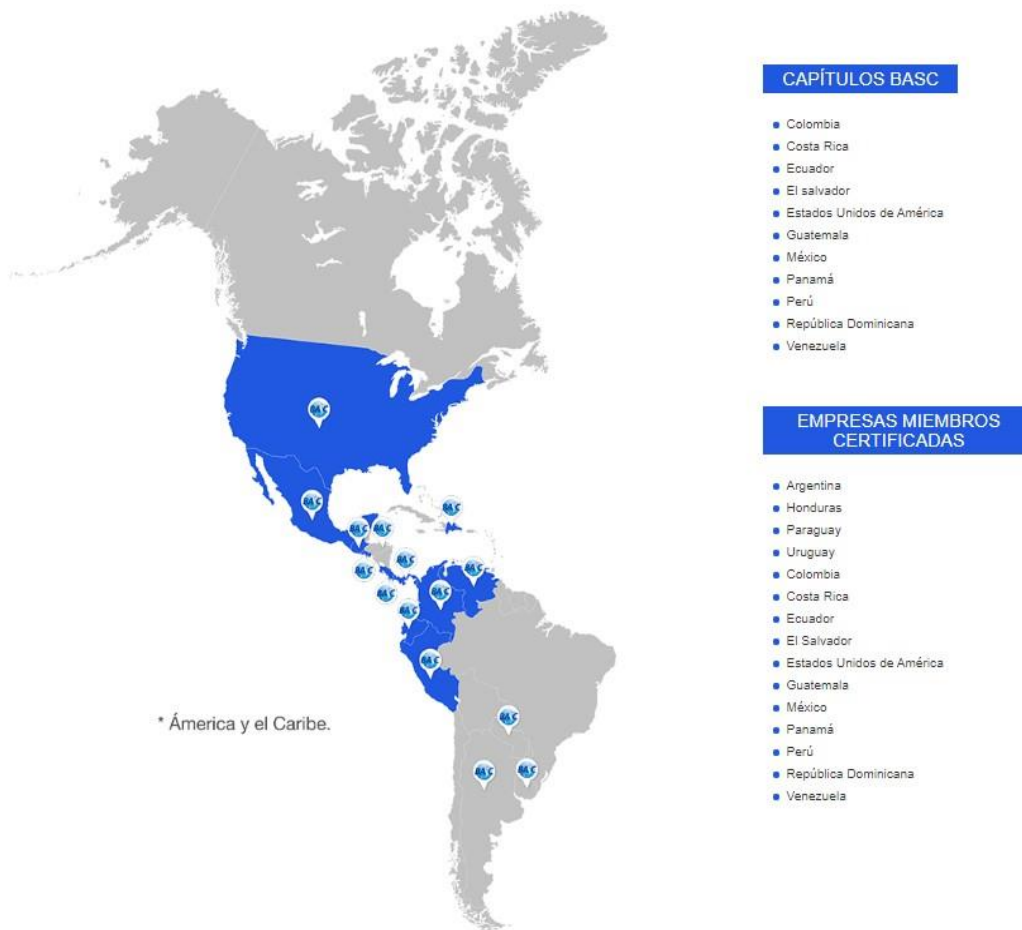 CAPÍTULOS BASC
Colombia
Costa Rica
Ecuador
El salvador
Estados Unidos de América
Guatemala
México
Panamá
Perú
República Dominicana
Venezuela
EMPRESAS MIEMBROS
CERTIFICADAS
Argentina
Honduras
Paraguay
Uruguay
Colombia
Costa Rica
Ecuador
El Salvador
Estados Unidos de América
Guatemala
México
Panamá
Perú
República Dominicana
Venezuela
* Ámerica y el Caribe.